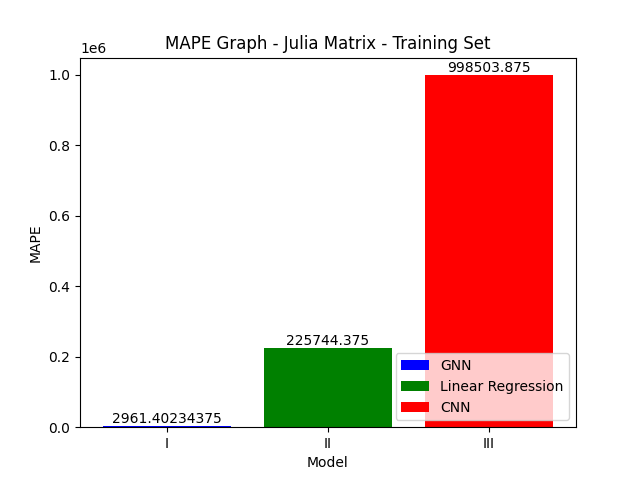 MAPE Graph - Julia Matrix - Training Set
1e6
998503.875
1.0
0.8
0.6
MAPE
0.4
225744.375
0.2
GNN
Linear Regression
CNN
2961.40234375
0.0
I II III
Model